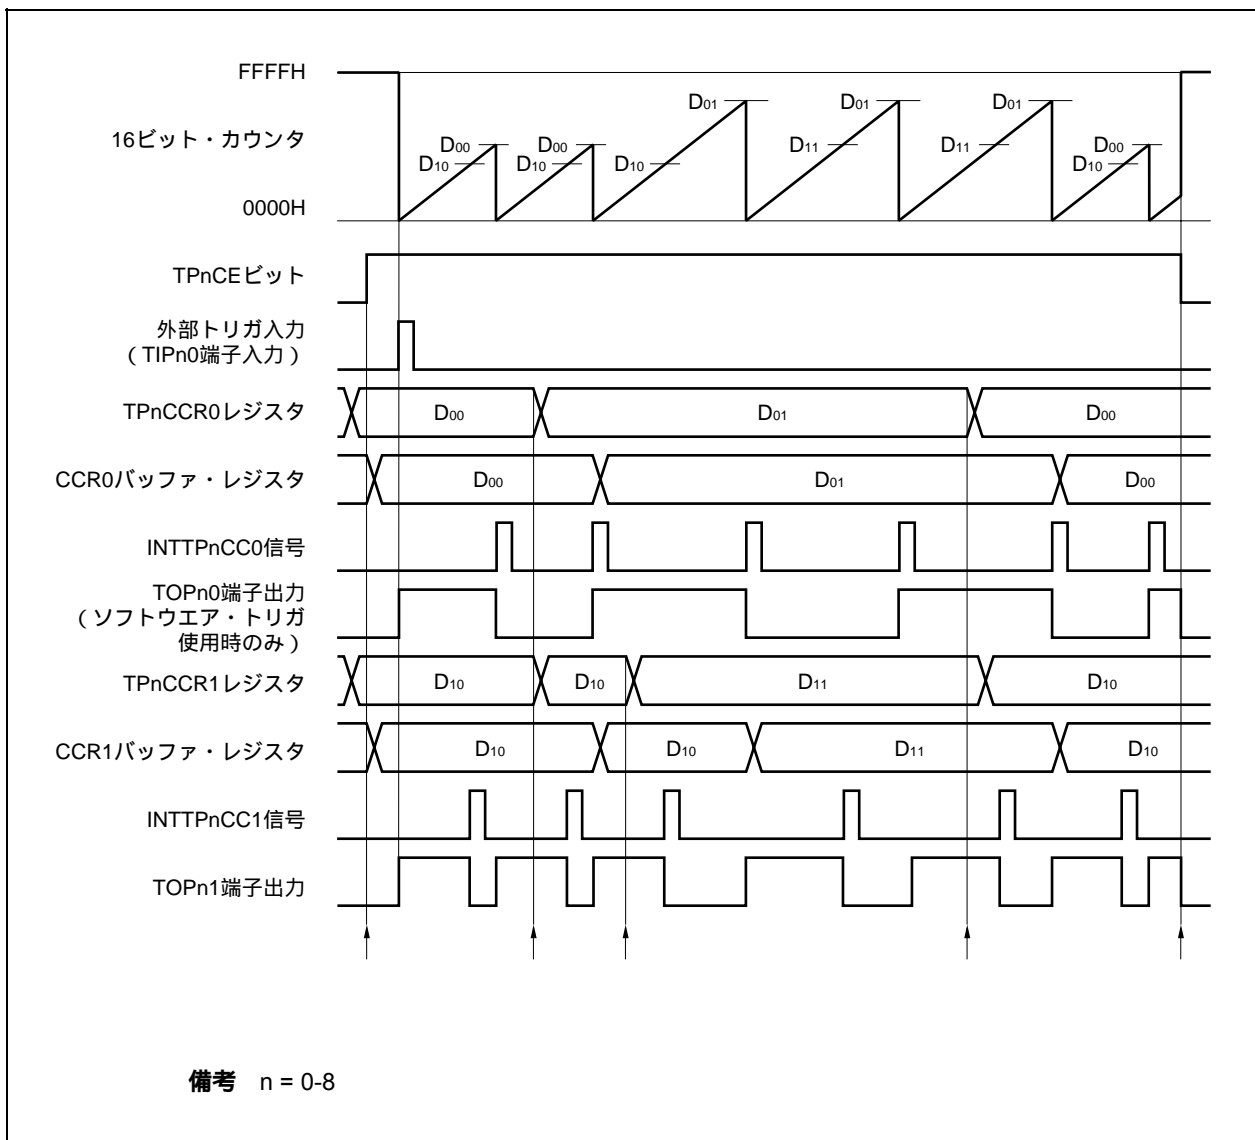 FFFFH
D01 D01 D01
16ビット・カウンタ
D00 D00 D11 D11 D00
D10 D10 D10 D10
0000H
TPnCEビット
外部トリガ入力
(TIPn0端子入力)
TPnCCR0レジスタ D00 D01 D00
CCR0バッファ・レジスタ D00 D01 D00
INTTPnCC0信号
TOPn0端子出力
(ソフトウエア・トリガ
使用時のみ)
TPnCCR1レジスタ D10 D10 D11 D10
CCR1バッファ・レジスタ D10 D10 D11 D10
INTTPnCC1信号
TOPn1端子出力
備考 n = 0-8